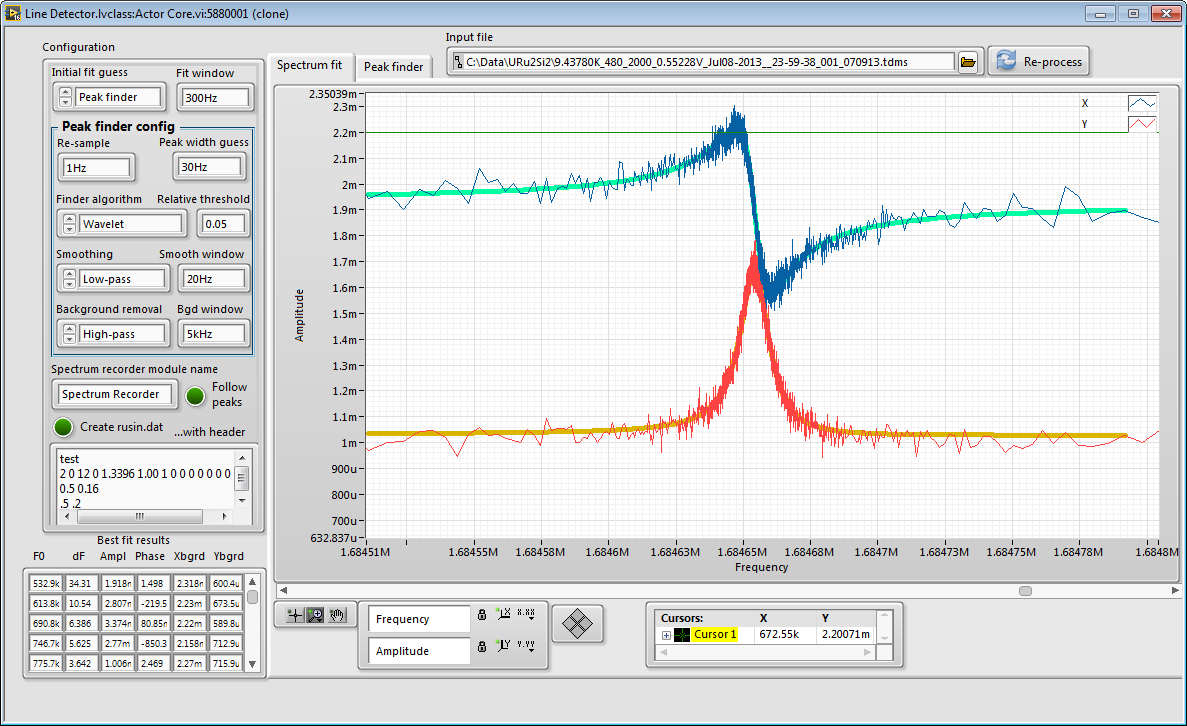 Line Detector.lvclass:Actor Core.vi:5880001 (clone)
Configuration
Initial fit guess Fit window
Peak finder 300Hz
Peak finder config
Re-sample Peak width guess
1Hz 30Hz
Finder algorithm Relative threshold
Wavelet 0.05
Smoothing Smooth window
Low-pass 20Hz
Background removal Bgd window
High-pass 5kHz
Spectrum recorder module name
Spectrum Recorder Follow peaks
Create rusin.dat ...with header
test
2 0 12 0 1.3396 1.00 1 0 0 0 0 0 0 0
0.5 0.16
.5 .2
Best fit results
F0 dF Ampl Phase Xbgrd Ybgrd
532.9k 34.31 1.918n 1.498 2.318n 600.4u
613.8k 10.54 2.807n -219.5 2.23m 673.5u
690.8k 6.386 3.374n 80.85n 2.22m 589.8u
746.7k 5.625 2.77m -850.3 2.158n 712.9u
775.7k 3.642 1.006n 2.469 2.27m 715.9u
Input file
C:\Data\URu2Si2\9.43780K_480_2000_0.55228V_Jul08-2013__23-59-38_001_070913.tdms Re-process
Spectrum fit Peak finder
X
Y
2.35039m
2.3m
2.2m
2.1m
2m
1.9m
1.8m
1.7m
1.6m
1.5m
1.4m
1.3m
1.2m
1.1m
1m
900u
800u
700u
632.837u
Amplitude
1.68451M 1.68455M 1.68458M 1.6846M 1.68463M 1.68465M 1.68468M 1.6847M 1.68473M 1.68475M 1.68478M 1.6848M
Frequency
Frequency X X.XX
Amplitude Y Y.YY
Cursors: X Y
Cursor 1 672.55k 2.20071m